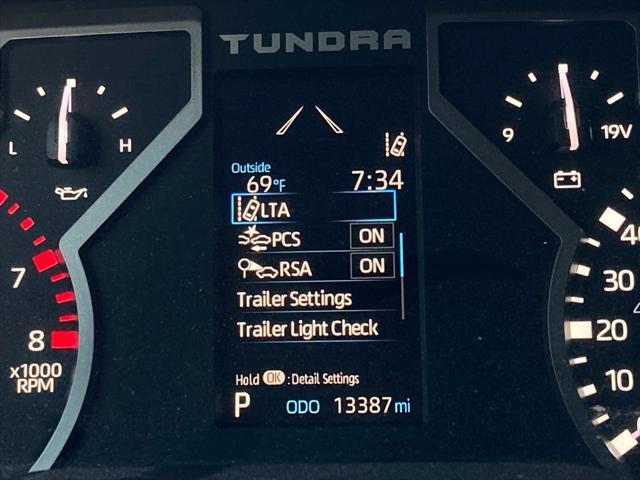 TUNDRA
L H
9 19V
Outside
69°F 7:34
LTA
PCS ON
RSA ON
Trailer Settings
Trailer Light Check
Hold OK : Detail Settings
P ODO 13387 mi
7
8
x1000
RPM
40
30
20
10
0